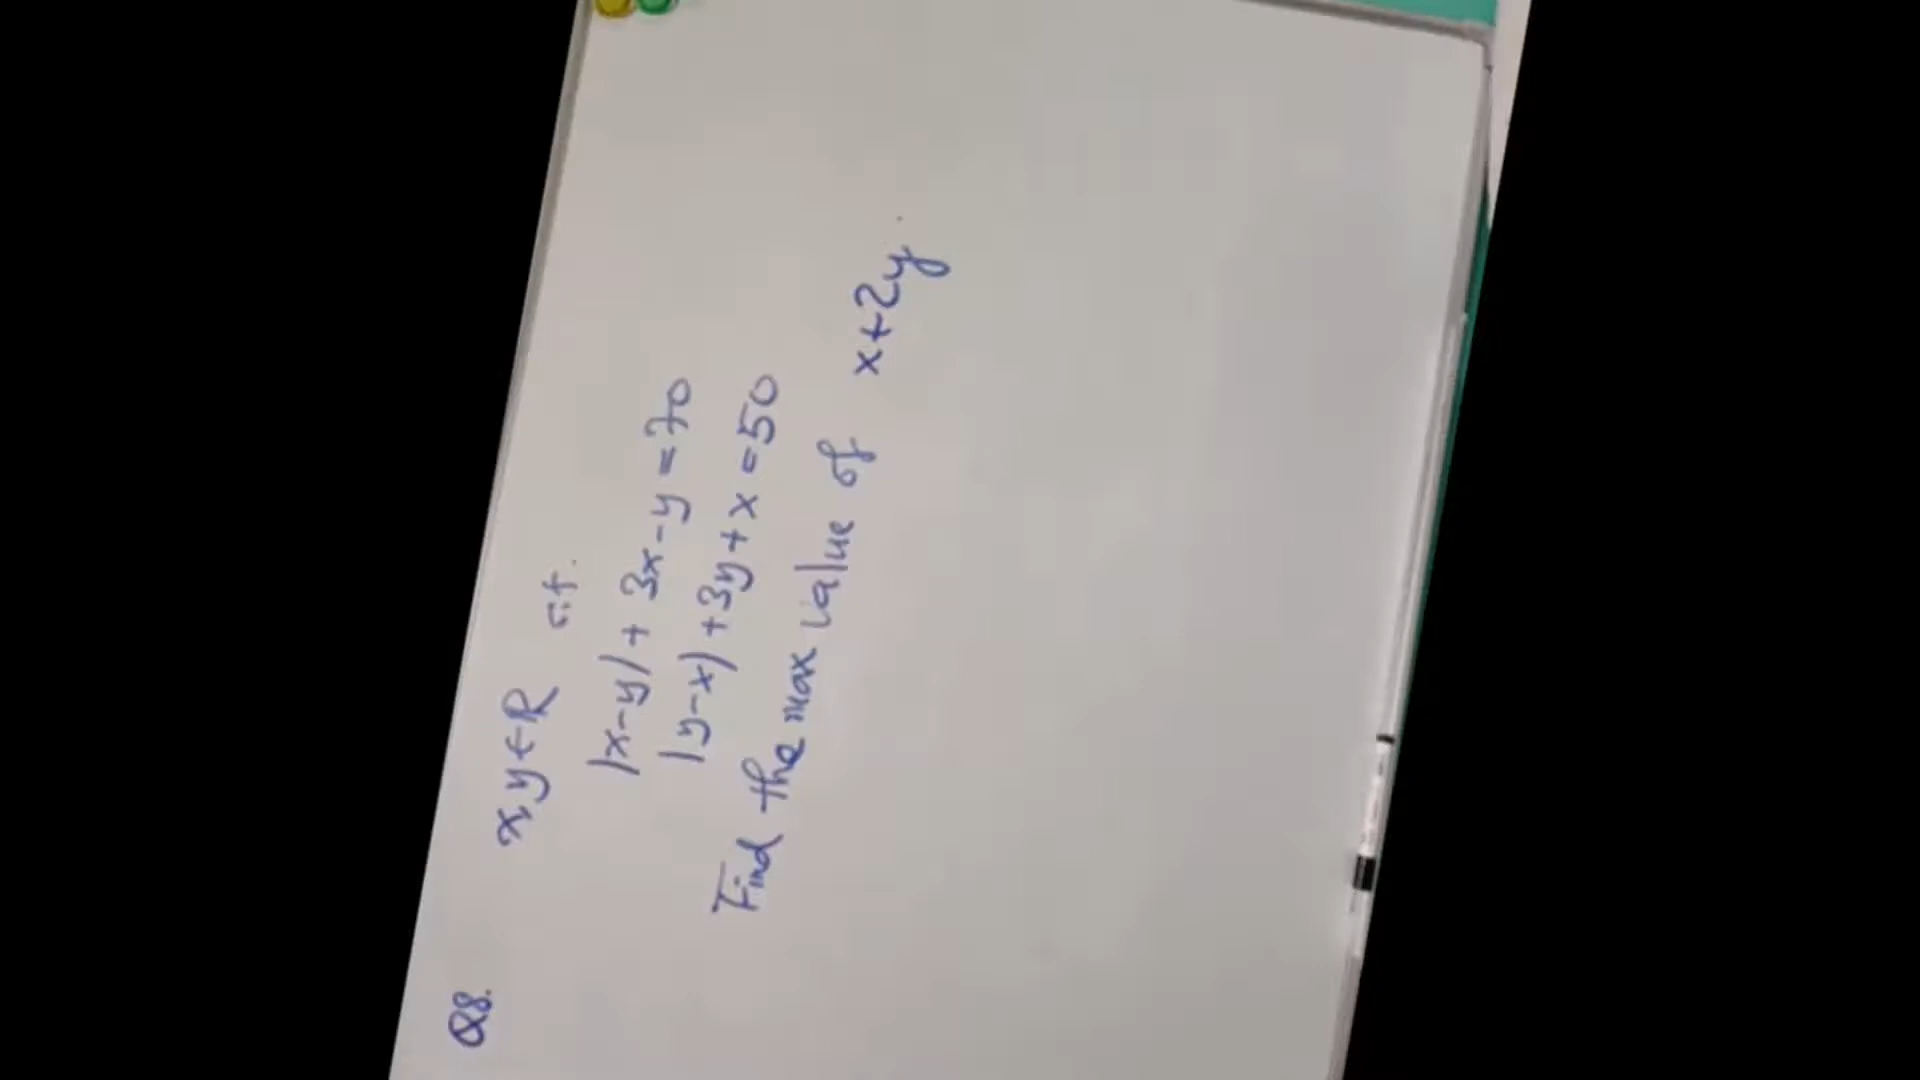 Q8.
x, y ∈ R s.t.
|x-y| + 3x - y = 70
|y-x| + 3y + x = 50
Find the max value of x+2y.